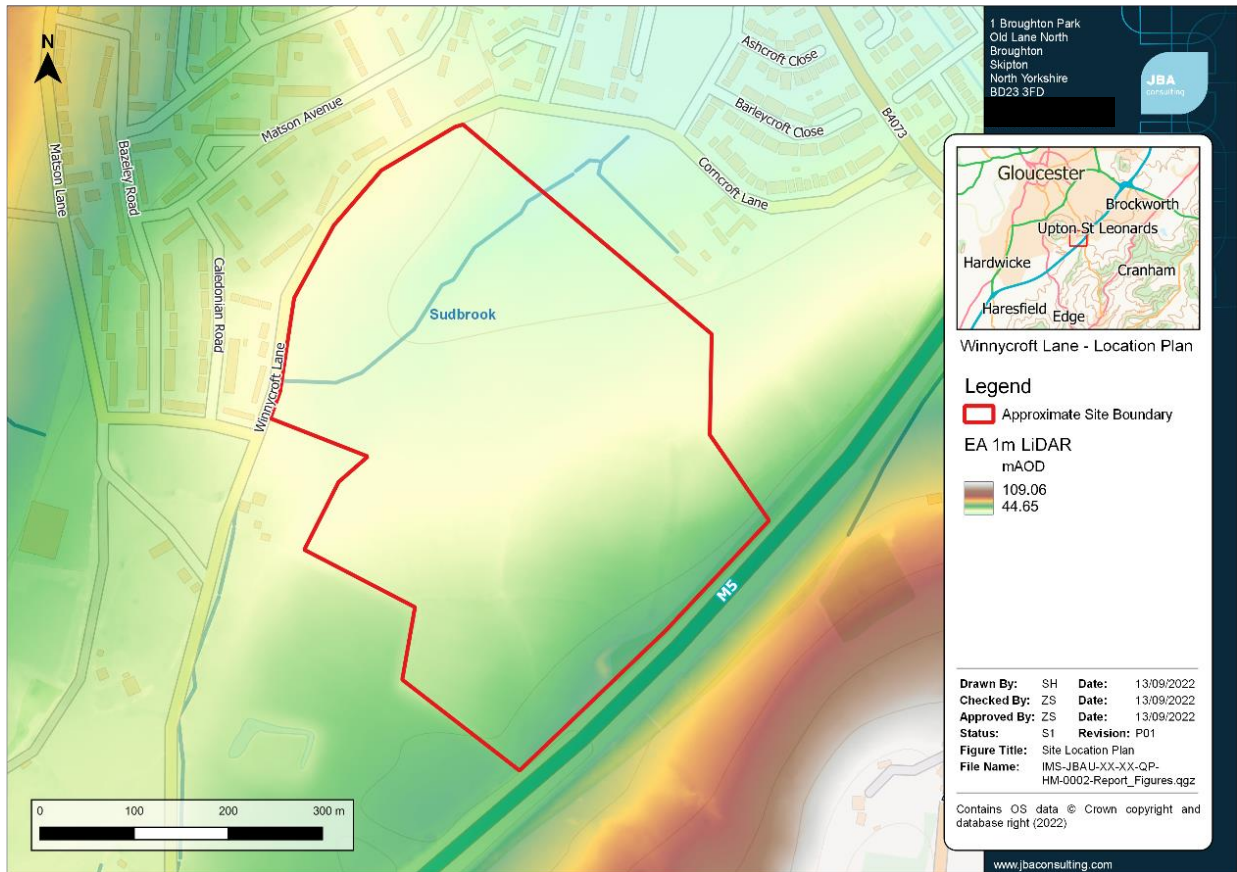 N
Matson Lane
Bazeley Road
Matson Avenue
Caledonian Road
Winnycroft Lane
Sudbrook
Ashcroft Close
Barleycroft Close
Corncroft Lane
B4073
M5
0 100 200 300 m
1 Broughton Park
Old Lane North
Broughton
Skipton
North Yorkshire
BD23 3FD
JBA
consulting
Gloucester
Brockworth
Upton St Leonards
Hardwicke
Cranham
Haresfield
Edge
Winnycroft Lane - Location Plan
Legend
Approximate Site Boundary
EA 1m LiDAR
mAOD
109.06
44.65
Drawn By: SH Date: 13/09/2022
Checked By: ZS Date: 13/09/2022
Approved By: ZS Date: 13/09/2022
Status: S1 Revision: P01
Figure Title: Site Location Plan
File Name: IMS-JBAU-XX-XX-QP-
HM-0002-Report_Figures.qgz
Contains OS data © Crown copyright and
database right (2022)
www.jbaconsulting.com